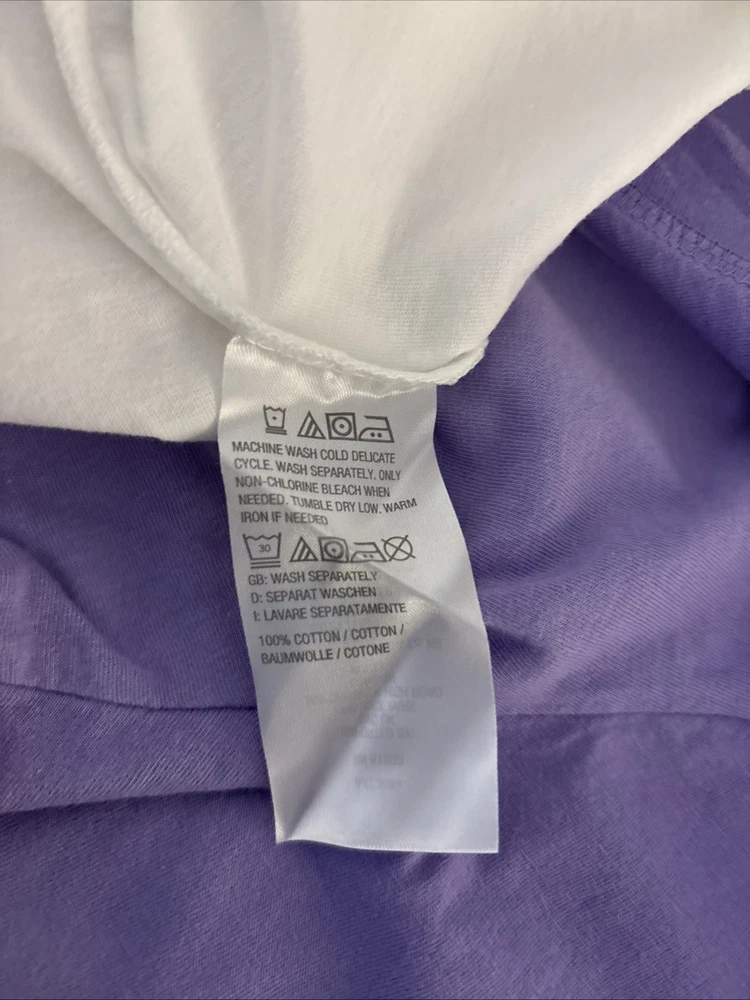 MACHINE WASH COLD DELICATE
CYCLE. WASH SEPARATELY. ONLY
NON-CHLORINE BLEACH WHEN
NEEDED. TUMBLE DRY LOW. WARM
IRON IF NEEDED
30
GB: WASH SEPARATELY
D: SEPARAT WASCHEN
I: LAVARE SEPARATAMENTE
100% COTTON / COTTON /
BAUMWOLLE / COTONE